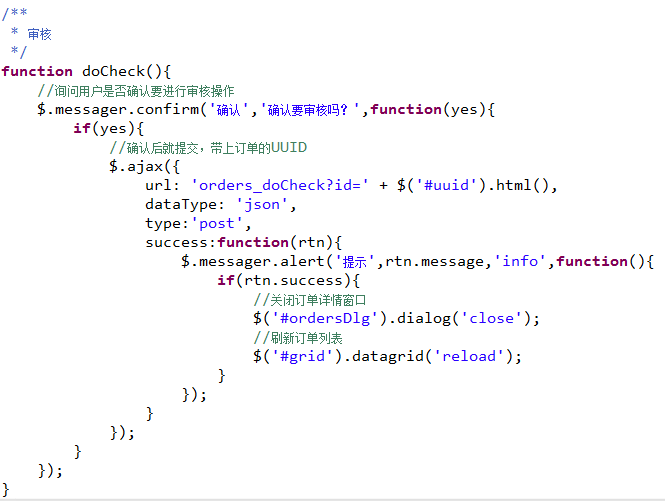 /**
 * 审核
 */
function doCheck(){
    //询问用户是否确认要进行审核操作
    $.messager.confirm('确认','确认要审核吗？',function(yes){
        if(yes){
            //确认后就提交，带上订单的UUID
            $.ajax({
                url: 'orders_doCheck?id=' + $('#uuid').html(),
                dataType: 'json',
                type:'post',
                success:function(rtn){
                    $.messager.alert('提示',rtn.message,'info',function(){
                        if(rtn.success){
                            //关闭订单详情窗口
                            $('#ordersDlg').dialog('close');
                            //刷新订单列表
                            $('#grid').datagrid('reload');
                        }
                    });
                }
            });
        }
    });
}